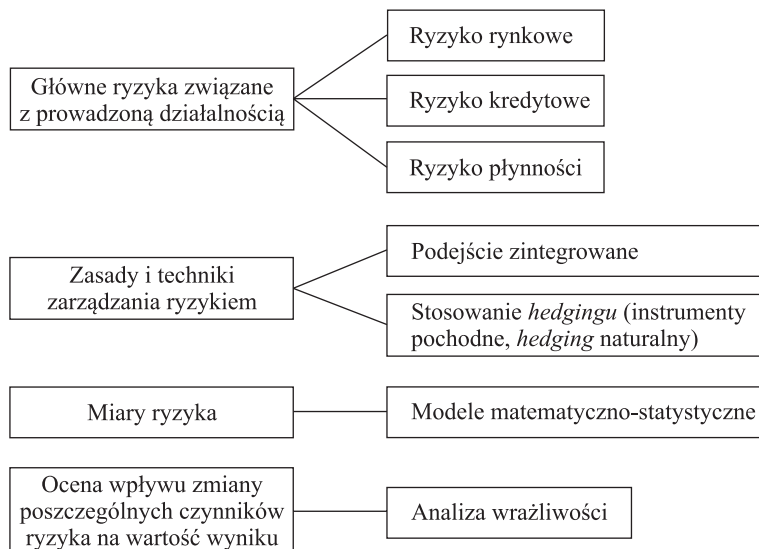 Główne ryzyka związane
z prowadzoną działalnością
Ryzyko rynkowe
Ryzyko kredytowe
Ryzyko płynności
Zasady i techniki
zarządzania ryzykiem
Podejście zintegrowane
Stosowanie hedgingu (instrumenty
pochodne, hedging naturalny)
Miary ryzyka
Modele matematyczno-statystyczne
Ocena wpływu zmiany
poszczególnych czynników
ryzyka na wartość wyniku
Analiza wrażliwości